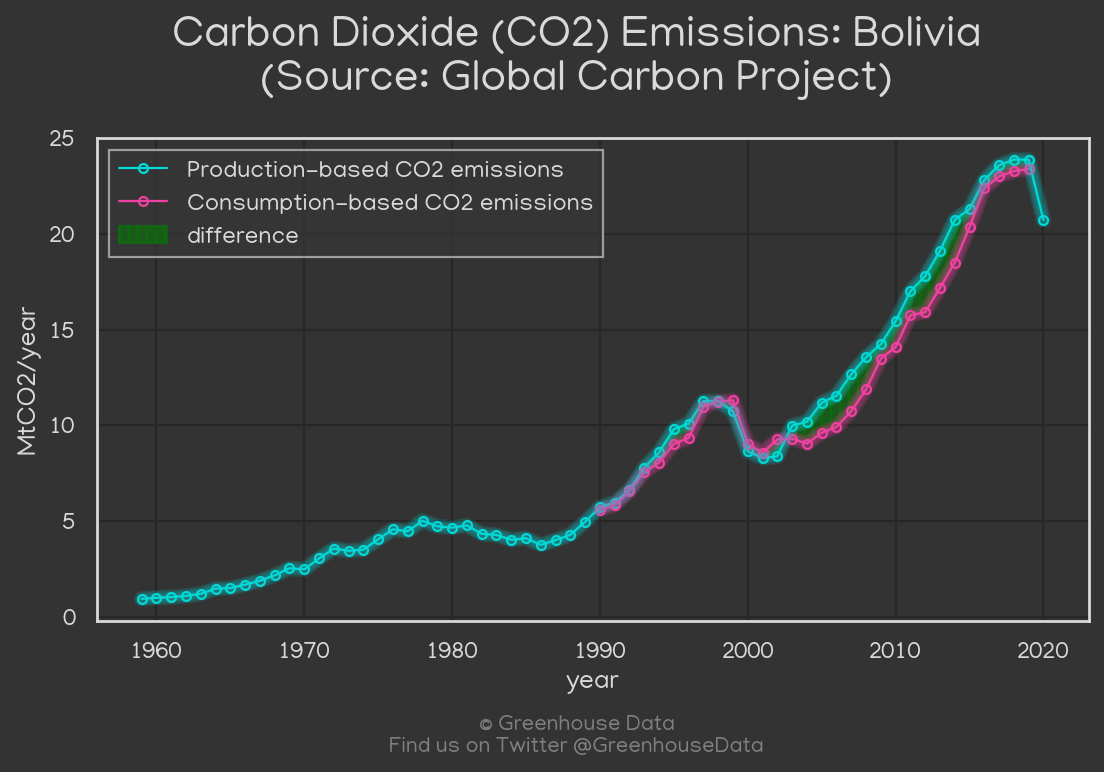 Carbon Dioxide (CO2) Emissions: Bolivia
(Source: Global Carbon Project)
25
Production-based CO2 emissions
Consumption-based CO2 emissions
difference
20
15
10
5
0
MtCO2/year
1960 1970 1980 1990 2000 2010 2020
year
© Greenhouse Data
Find us on Twitter @GreenhouseData